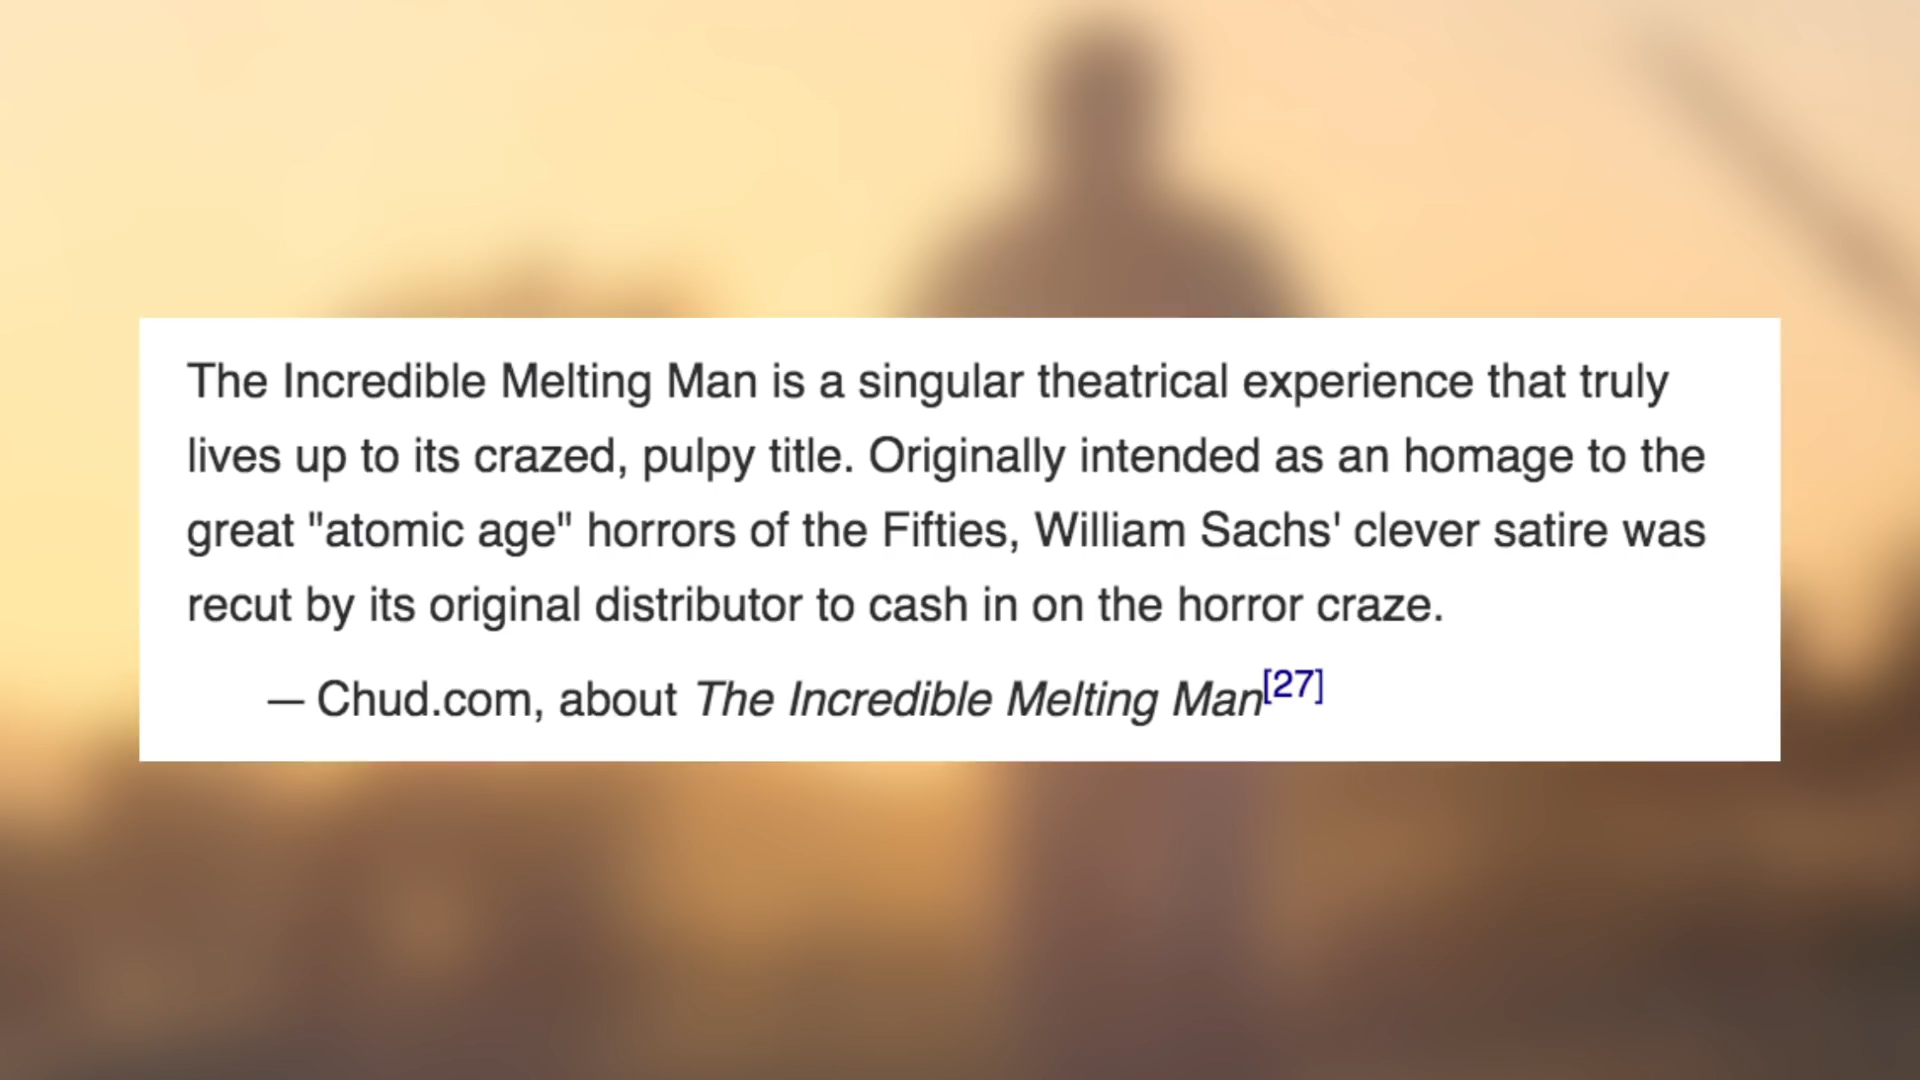 The Incredible Melting Man is a singular theatrical experience that truly
lives up to its crazed, pulpy title. Originally intended as an homage to the
great "atomic age" horrors of the Fifties, William Sachs' clever satire was
recut by its original distributor to cash in on the horror craze.
— Chud.com, about The Incredible Melting Man[27]